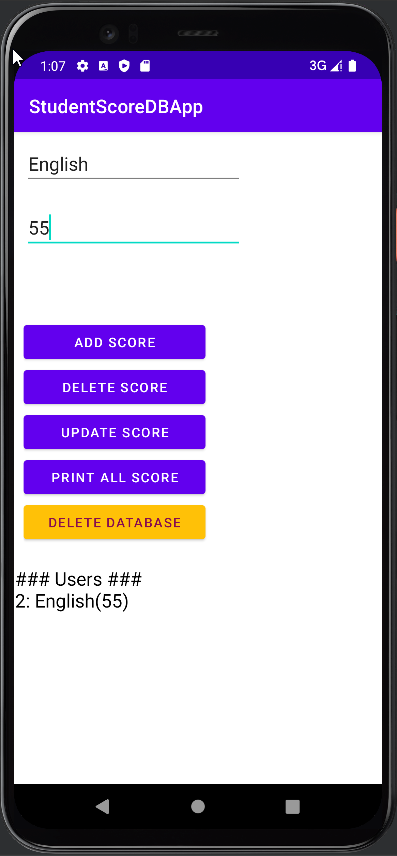 1:07 3G
StudentScoreDBApp
English
55
ADD SCORE
DELETE SCORE
UPDATE SCORE
PRINT ALL SCORE
DELETE DATABASE
### Users ###
2: English(55)